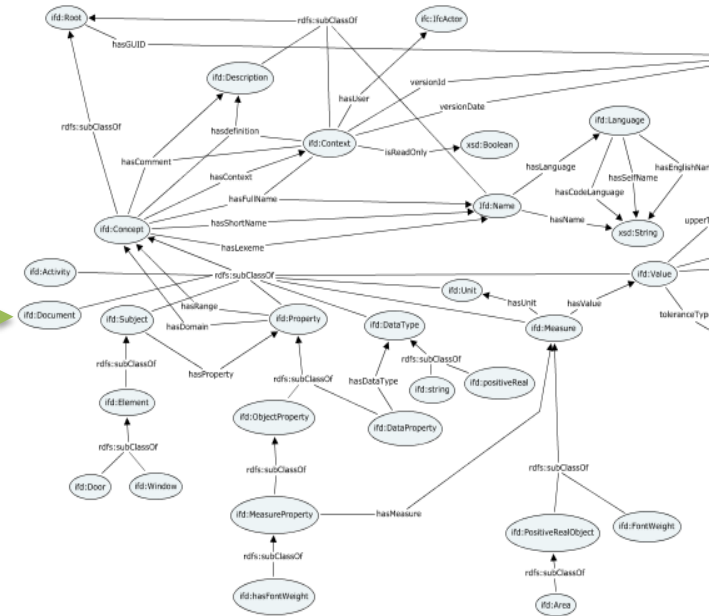 ifd:Root
rdfs:subClassOf
ifc:IfcActor
hasGUID
ifd:Description
versionId
hasUser
versionDate
ifd:Language
rdfs:subClassOf
hasdefinition
ifd:Context
isReadOnly
xsd:Boolean
hasComment
hasLanguage
hasSelfName
hasEnglishNam
hasContext
hasCodeLanguage
hasFullName
ifd:Name
hasShortName
hasName
ifd:Concept
xsd:String
hasLexeme
ifd:Activity
rdfs:subClassOf
ifd:Value
ifd:Unit
hasRange
hasUnit
hasValue
ifd:Document
ifd:Subject
hasDomain
ifd:Property
ifd:DataType
ifd:Measure
toleranceTyp
rdfs:subClassOf
rdfs:subClassOf
hasProperty
rdfs:subClassOf
hasDataType
ifd:string
ifd:positiveReal
ifd:Element
ifd:ObjectProperty
ifd:DataProperty
rdfs:subClassOf
rdfs:subClassOf
rdfs:subClassOf
ifd:Door
ifd:Window
ifd:MeasureProperty
hasMeasure
ifd:PositiveRealObject
ifd:FontWeight
rdfs:subClassOf
rdfs:subClassOf
ifd:hasFontWeight
ifd:Area